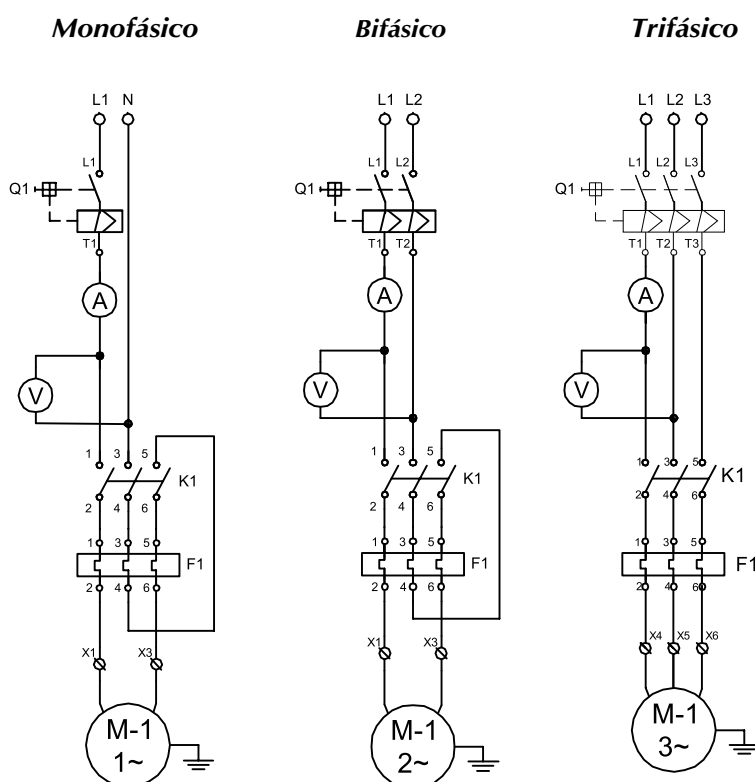 Monofásico
L1 N
L1
Q1
T1
A
V
1 3 5
K1
2 4 6
1 3 5
F1
2 4 6
X1 X3
M-1
1~
Bifásico
L1 L2
L1 L2
Q1
T1 T2
A
V
1 3 5
K1
2 4 6
1 3 5
F1
2 4 6
X1 X3
M-1
2~
Trifásico
L1 L2 L3
L1 L2 L3
Q1
T1 T2 T3
A
V
1 3 5
K1
2 4 6
1 3 5
F1
2 4 6
X4 X5 X6
M-1
3~